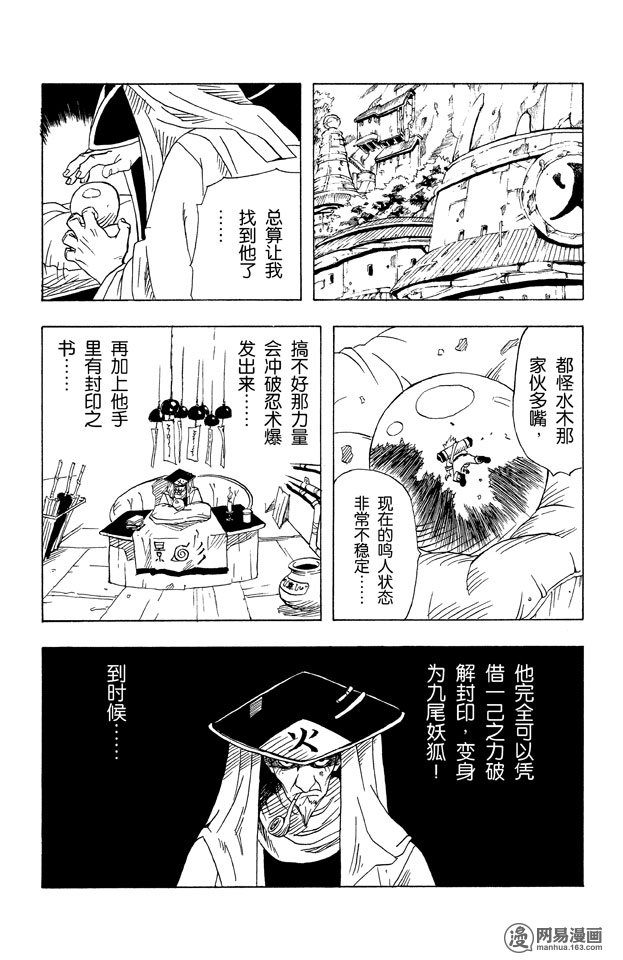 总算让我
找到他了
……
都怪水木那
家伙多嘴，
现在的鸣人状态
非常不稳定……
搞不好那力量
会冲破忍术爆
发出来……
再加上他手
里有封印之
书……
景
火
他完全可以凭
借一己之力破
解封印，变身
为九尾妖狐！
到时候……
漫 网易漫画
manhua.163.com